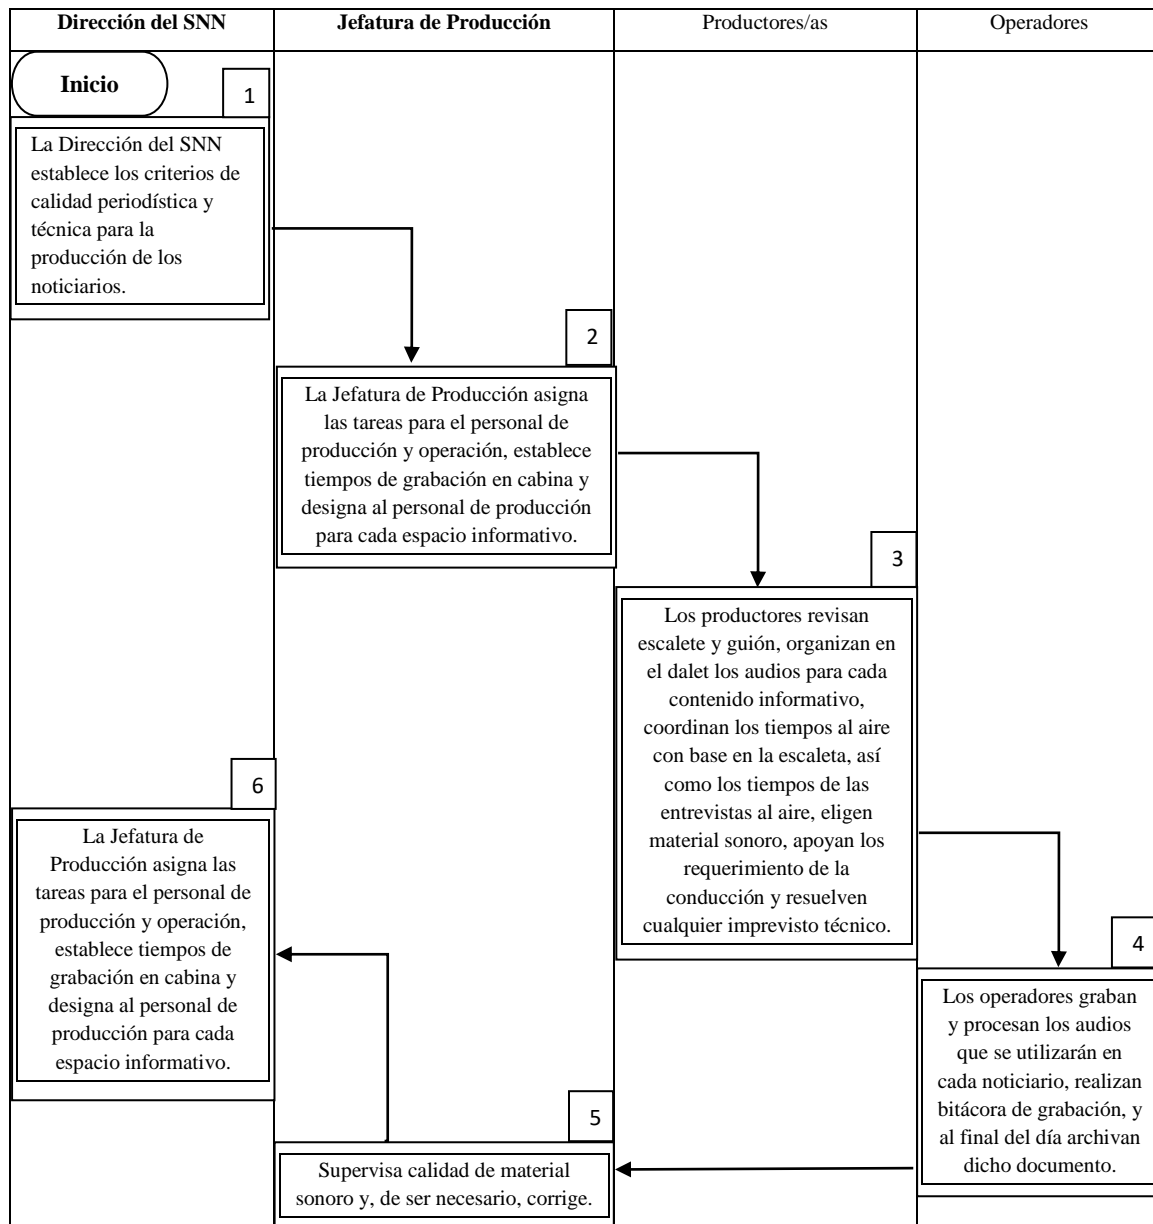 Dirección del SNN
Jefatura de Producción
Productores/as
Operadores
Inicio
1
La Dirección del SNN
establece los criterios de
calidad periodística y
técnica para la
producción de los
noticiarios.
2
La Jefatura de Producción asigna
las tareas para el personal de
producción y operación, establece
tiempos de grabación en cabina y
designa al personal de producción
para cada espacio informativo.
3
Los productores revisan
escalete y guión, organizan en
el dalet los audios para cada
contenido informativo,
coordinan los tiempos al aire
con base en la escaleta, así
como los tiempos de las
entrevistas al aire, eligen
material sonoro, apoyan los
requerimiento de la
conducción y resuelven
cualquier imprevisto técnico.
4
Los operadores graban
y procesan los audios
que se utilizarán en
cada noticiario, realizan
bitácora de grabación, y
al final del día archivan
dicho documento.
5
Supervisa calidad de material
sonoro y, de ser necesario, corrige.
6
La Jefatura de
Producción asigna las
tareas para el personal de
producción y operación,
establece tiempos de
grabación en cabina y
designa al personal de
producción para cada
espacio informativo.